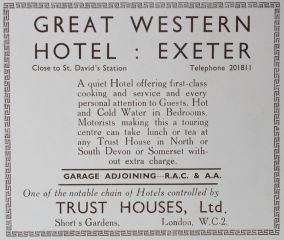 GREAT WESTERN
HOTEL : EXETER
Close to St. David's Station Telephone 201811
A quiet Hotel offering first-class
cooking and service and every
personal attention to Guests. Hot
and Cold Water in Bedrooms.
Motorists making this a touring
centre can take lunch or tea at
any Trust House in North or
South Devon or Somerset with-
out extra charge.
GARAGE ADJOINING—R.A.C. & A.A.
One of the notable chain of Hotels controlled by
TRUST HOUSES, Ltd.
Short's Gardens, London, W.C.2.